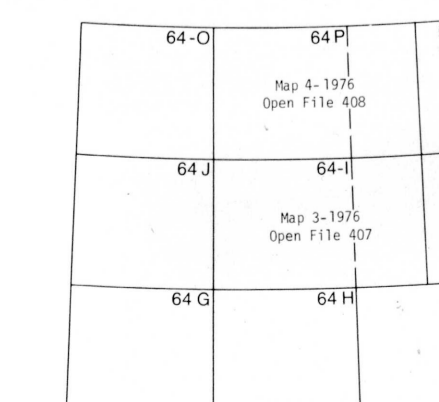 64-O
64 P
Map 4-1976
Open File 408
64 J
64-I
Map 3-1976
Open File 407
64 G
64 H